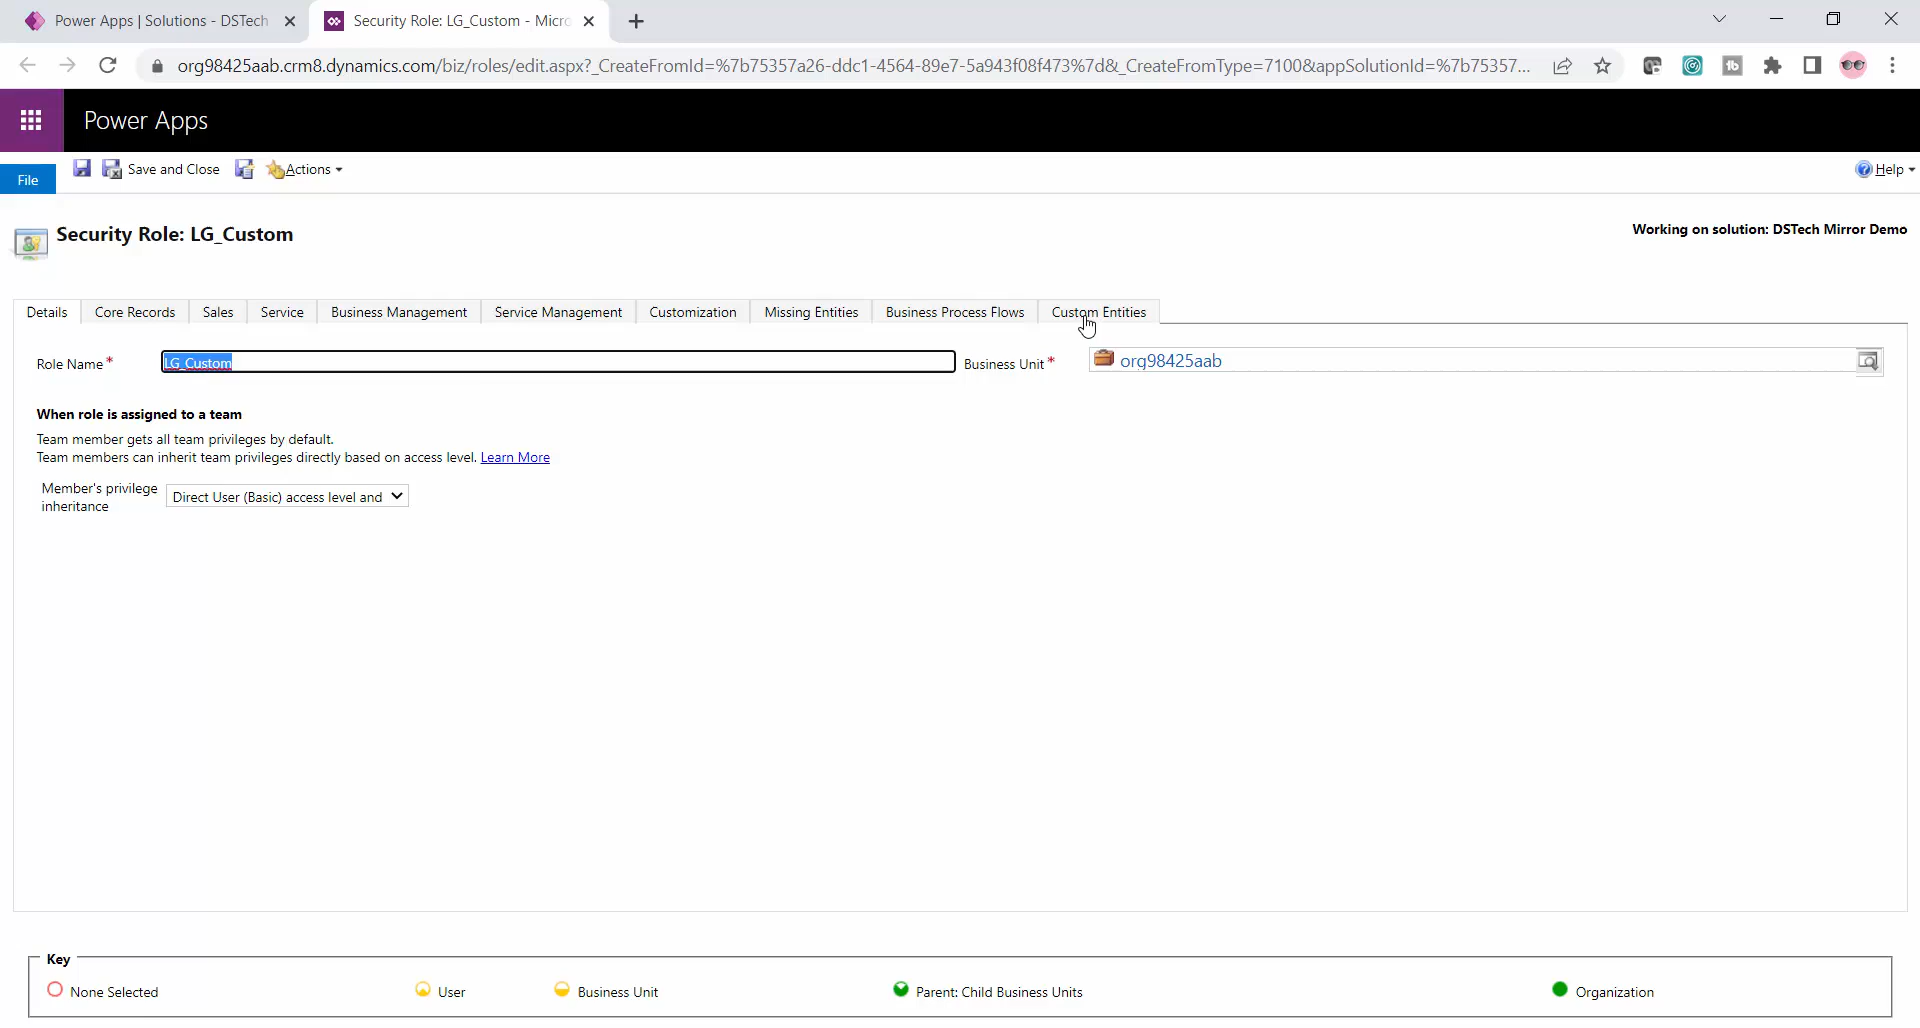 Power Apps | Solutions - DSTech
Security Role: LG_Custom - Micro
org98425aab.crm8.dynamics.com/biz/roles/edit.aspx?_CreateFromId=%7b75357a26-ddc1-4564-89e7-5a943f08f473%7d&_CreateFromType=7100&appSolutionId=%7b75357...
Power Apps
File
Save and Close
Actions
Help
Security Role: LG_Custom
Working on solution: DSTech Mirror Demo
Details
Core Records
Sales
Service
Business Management
Service Management
Customization
Missing Entities
Business Process Flows
Custom Entities
Role Name *
LG_Custom
Business Unit *
org98425aab
When role is assigned to a team
Team member gets all team privileges by default.
Team members can inherit team privileges directly based on access level. Learn More
Member's privilege
inheritance
Direct User (Basic) access level and
Key
None Selected
User
Business Unit
Parent: Child Business Units
Organization